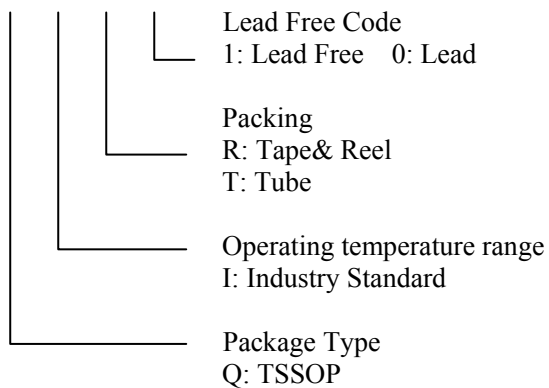 Lead Free Code
1: Lead Free 0: Lead
Packing
R: Tape& Reel
T: Tube
Operating temperature range
I: Industry Standard
Package Type
Q: TSSOP